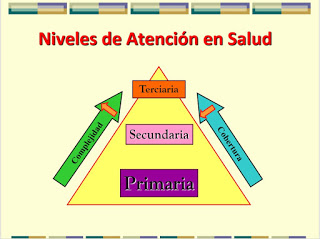 Niveles de Atención en Salud
Terciaria
Complejidad
Cobertura
Secundaria
Primaria